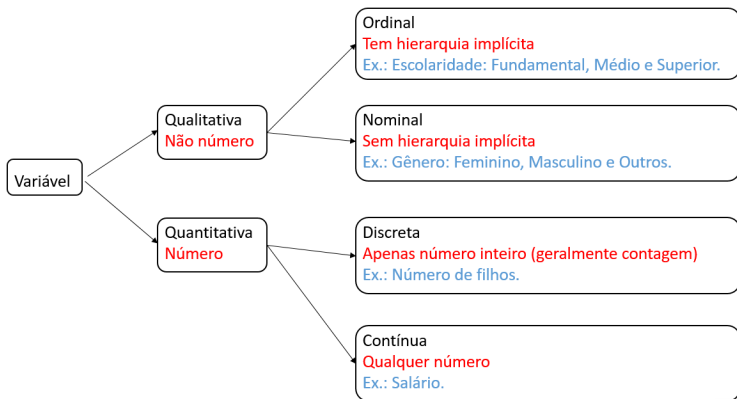 Variável
Qualitativa
Não número
Quantitativa
Número
Ordinal
Tem hierarquia implícita
Ex.: Escolaridade: Fundamental, Médio e Superior.
Nominal
Sem hierarquia implícita
Ex.: Gênero: Feminino, Masculino e Outros.
Discreta
Apenas número inteiro (geralmente contagem)
Ex.: Número de filhos.
Contínua
Qualquer número
Ex.: Salário.